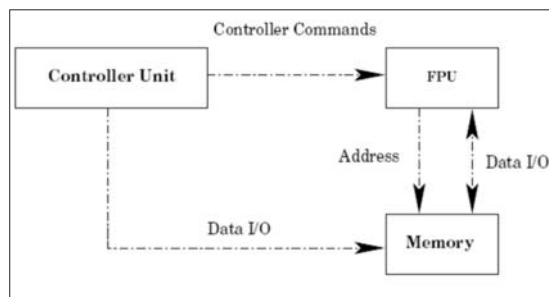 Controller Commands
Controller Unit
FPU
Address
Data I/O
Data I/O
Memory